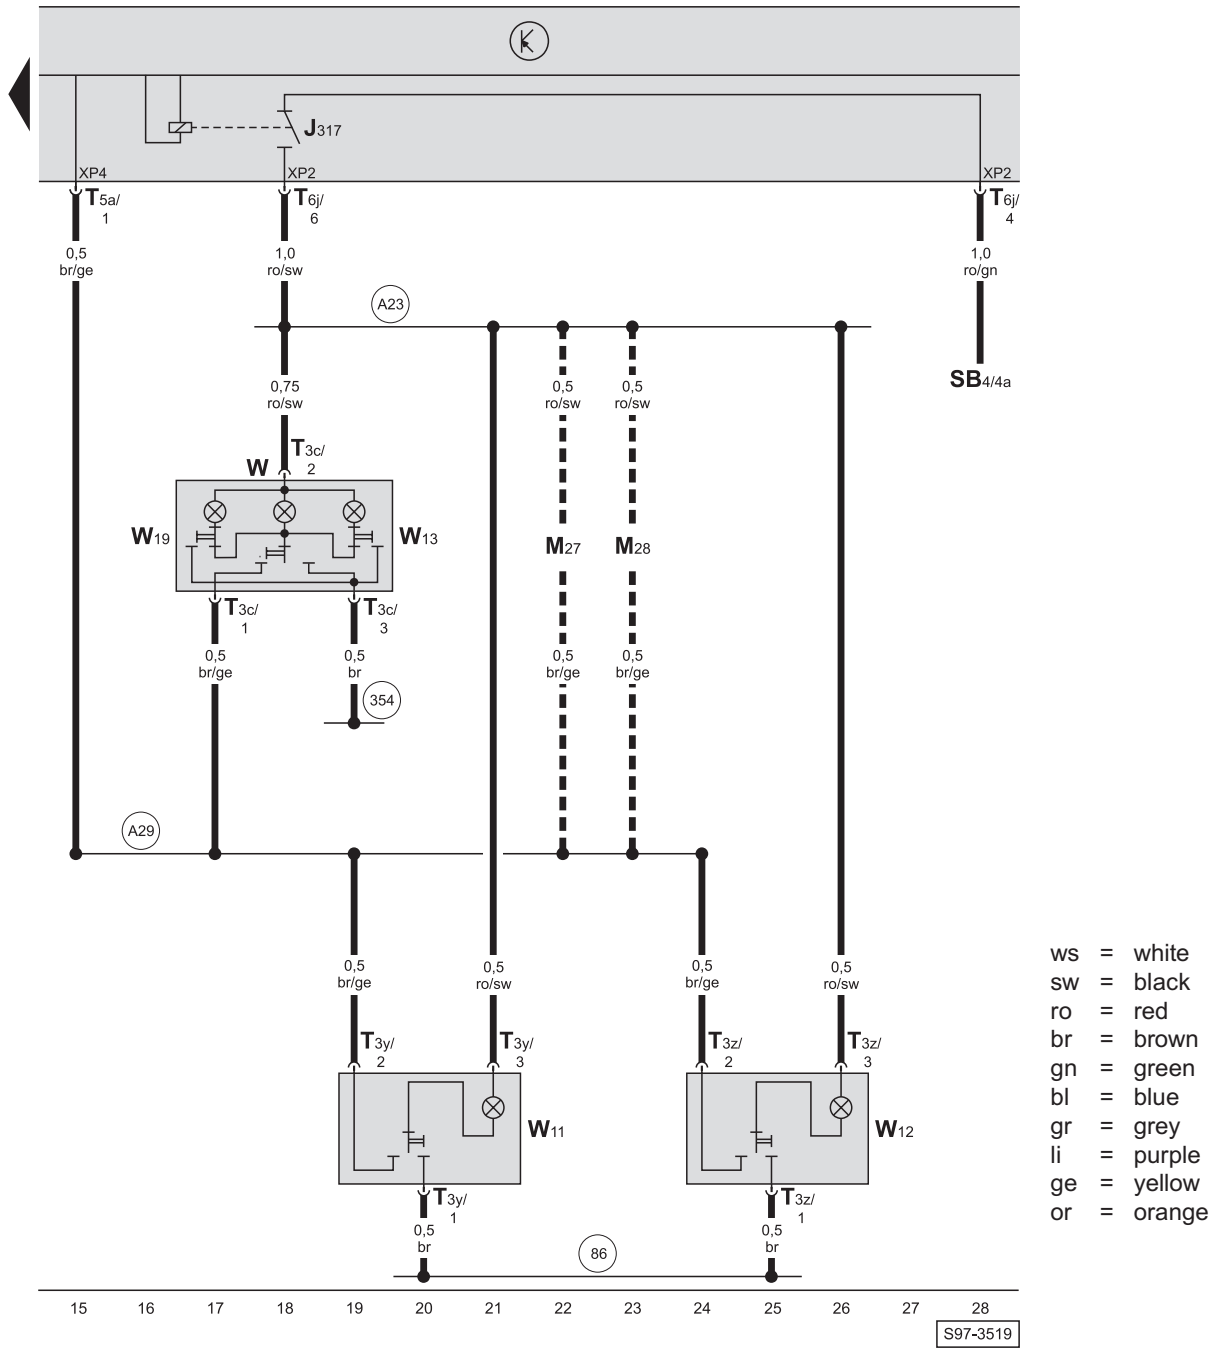 K
J317
XP4 XP2 XP2
T5a/ T6j/ T6j/
1 6 4
0,5 1,0 1,0
br/ge ro/sw ro/gn
A23
SB4/4a
0,75 0,5 0,5
ro/sw ro/sw ro/sw
T3c/
W 2
W19 W13 M27 M28
T3c/ T3c/
1 3
0,5 0,5 0,5 0,5
br/ge br br/ge br/ge
354
A29
0,5 0,5 0,5 0,5
br/ge ro/sw br/ge ro/sw
T3y/ T3y/ T3z/ T3z/
2 3 2 3
W11 W12
T3y/ T3z/
1 1
0,5 0,5
br br
86
15 16 17 18 19 20 21 22 23 24 25 26 27 28
S97-3519
ws = white
sw = black
ro = red
br = brown
gn = green
bl = blue
gr = grey
li = purple
ge = yellow
or = orange